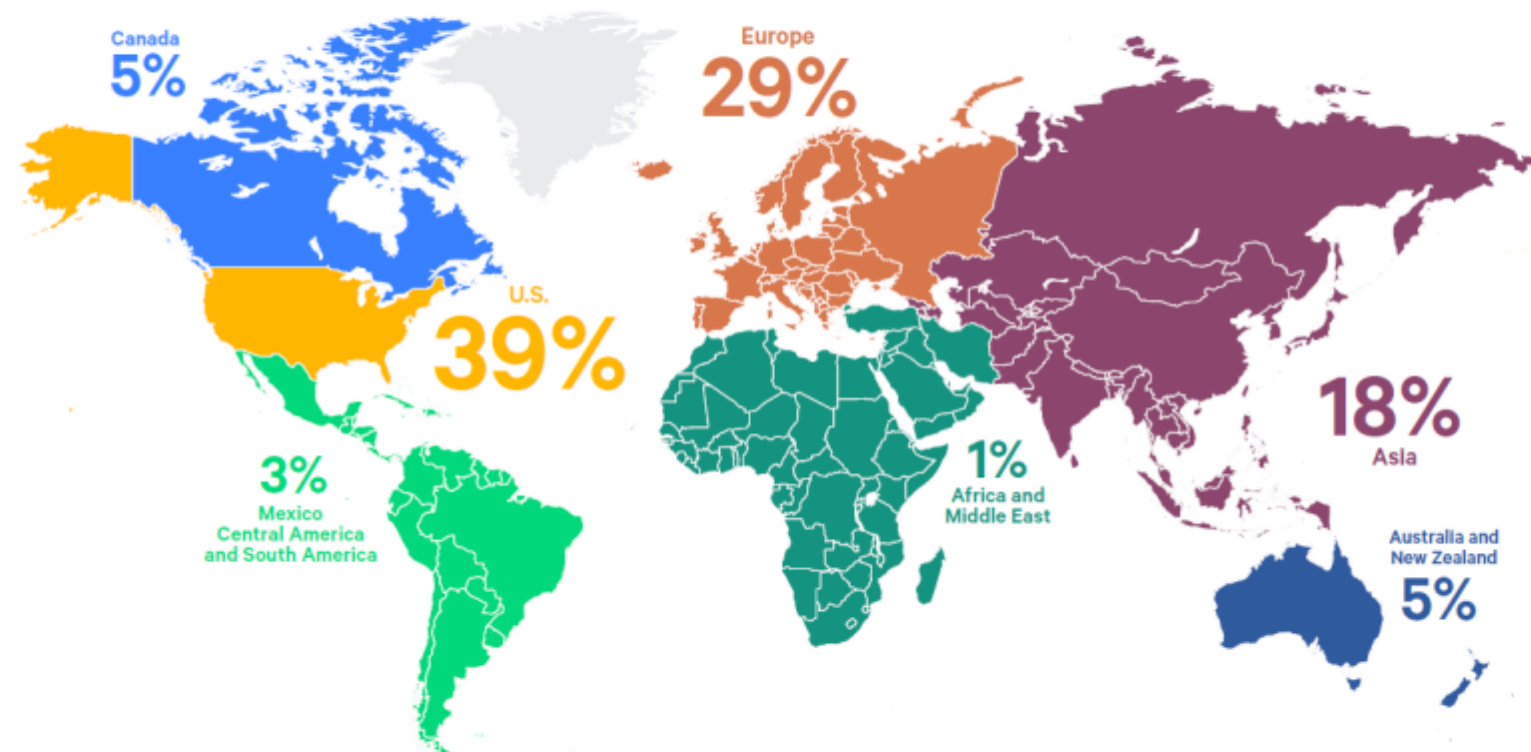 Canada
5%
Europe
29%
U.S.
39%
3%
Mexico
Central America
and South America
1%
Africa and
Middle East
18%
Asia
Australia and
New Zealand
5%